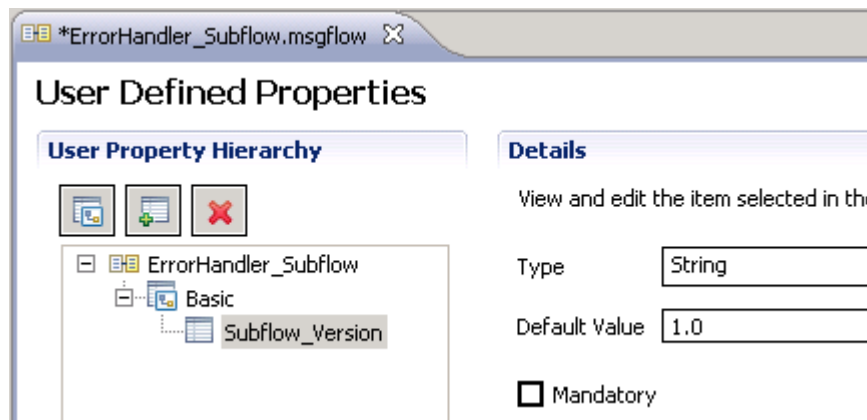 *ErrorHandler_Subflow.msgflow
User Defined Properties
User Property Hierarchy
ErrorHandler_Subflow
Basic
Subflow_Version
Details
View and edit the item selected in the
Type String
Default Value 1.0
Mandatory